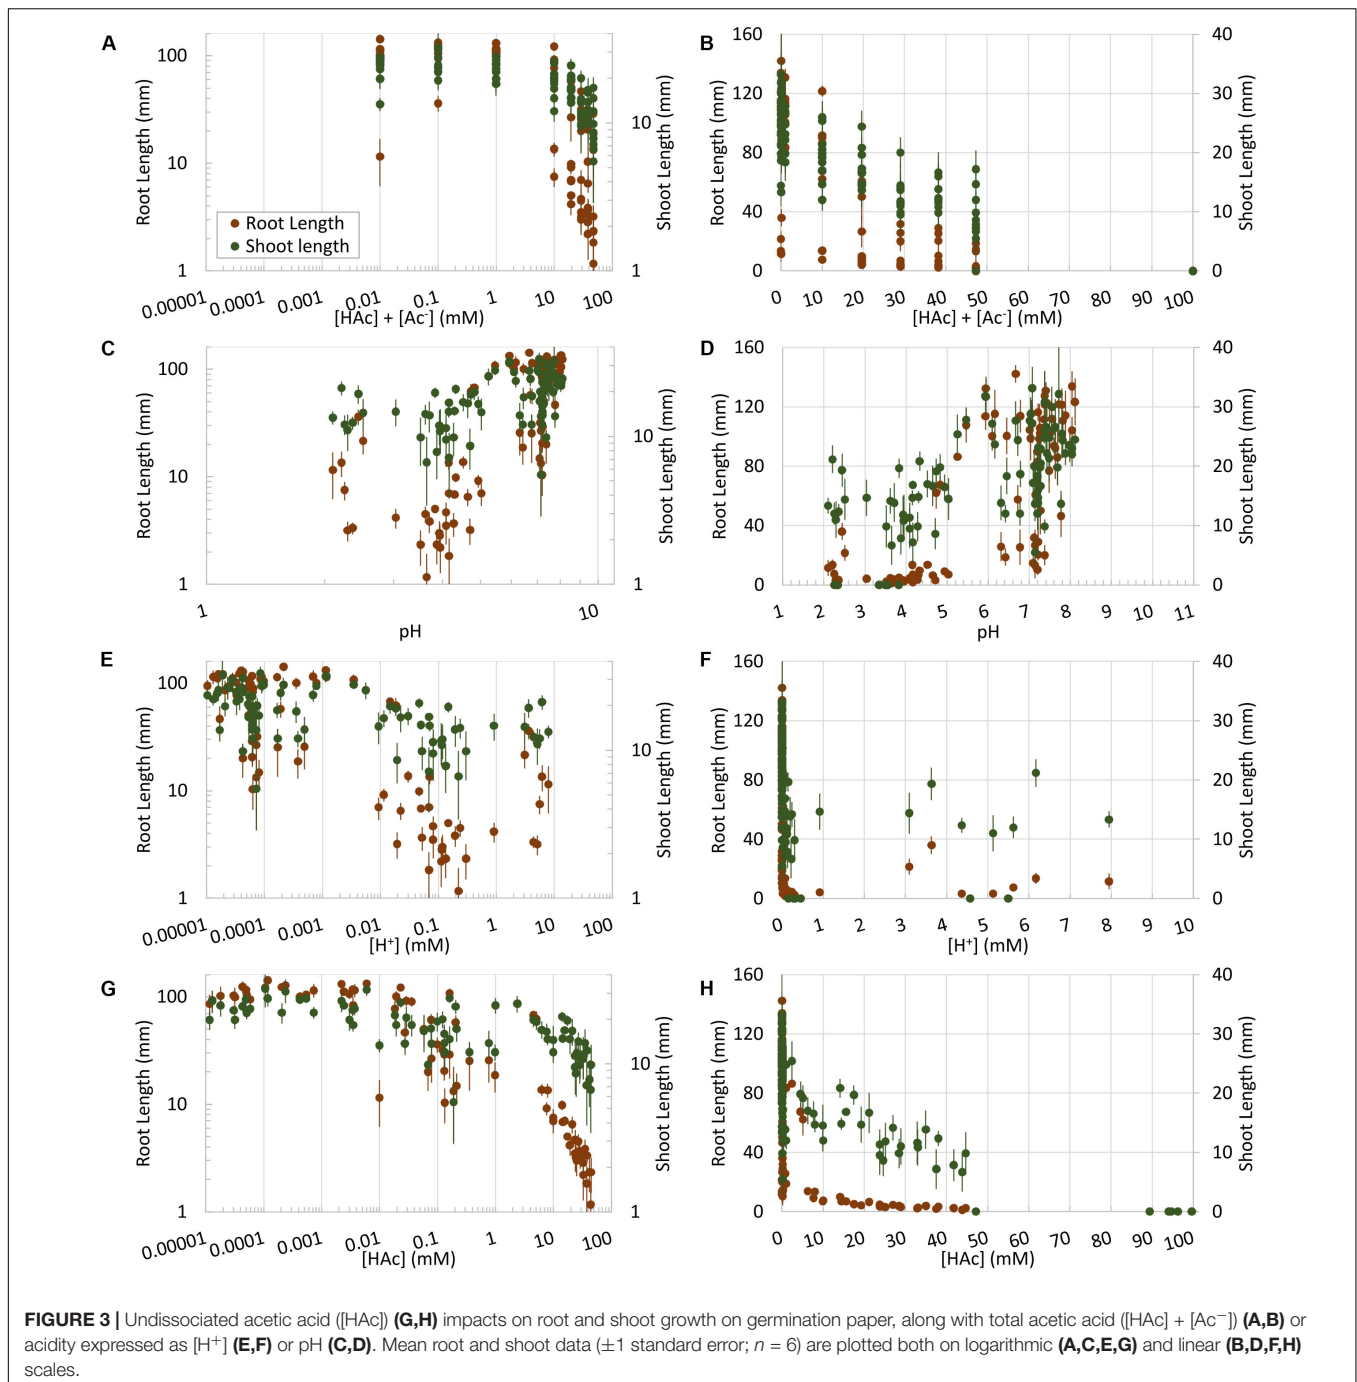 A
B
100
10
1
Root Length (mm)
10
1
Shoot Length (mm)
Root Length
Shoot length
0.00001
0.001
0.01
0.1
1
10
100
[HAc] + [Ac-] (mM)
160
120
80
40
0
Root Length (mm)
40
30
20
10
0
Shoot Length (mm)
0 10 20 30 40 50 60 70 80 90 100
[HAc] + [Ac-] (mM)
C
D
100
10
1
Root Length (mm)
10
1
Shoot Length (mm)
1 10
pH
160
120
80
40
0
Root Length (mm)
40
30
20
10
0
Shoot Length (mm)
1 2 3 4 5 6 7 8 9 10 11
pH
E
F
100
10
1
Root Length (mm)
10
1
Shoot Length (mm)
0.00001 0.0001 0.001 0.01 0.1 1 10 100
[H+] (mM)
160
120
80
40
0
Root Length (mm)
40
30
20
10
0
Shoot Length (mm)
0 1 2 3 4 5 6 7 8 9 10
[H+] (mM)
G
H
100
10
1
Root Length (mm)
10
1
Shoot Length (mm)
0.00001 0.0001 0.001 0.01 0.1 1 10 100
[HAc] (mM)
160
120
80
40
0
Root Length (mm)
40
30
20
10
0
Shoot Length (mm)
0 10 20 30 40 50 60 70 80 90 100
[HAc] (mM)
FIGURE 3 | Undissociated acetic acid ([HAc]) (G,H) impacts on root and shoot growth on germination paper, along with total acetic acid ([HAc] + [Ac−]) (A,B) or
acidity expressed as [H+] (E,F) or pH (C,D). Mean root and shoot data (±1 standard error; n = 6) are plotted both on logarithmic (A,C,E,G) and linear (B,D,F,H)
scales.